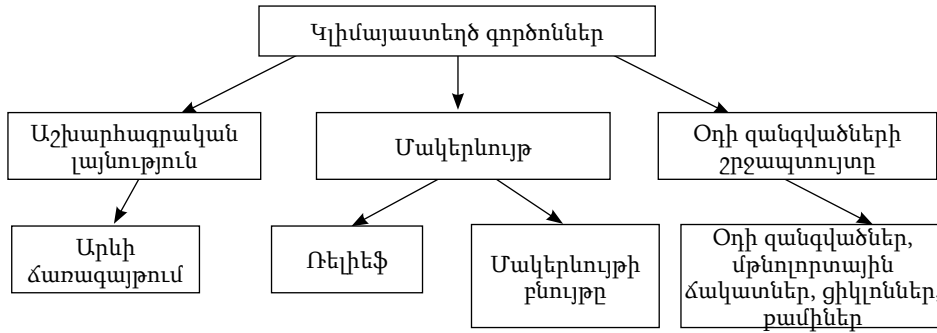 Կլիմայաստեղծ գործոններ
Աշխարհագրական
լայնություն
Մակերևույթ
Օդի զանգվածների
շրջապտույտը
Արևի
ճառագայթում
Ռելիեֆ
Մակերևույթի
բնույթը
Օդի զանգվածներ,
մթնոլորտային
ճակատներ, ցիկլոններ,
քամիներ